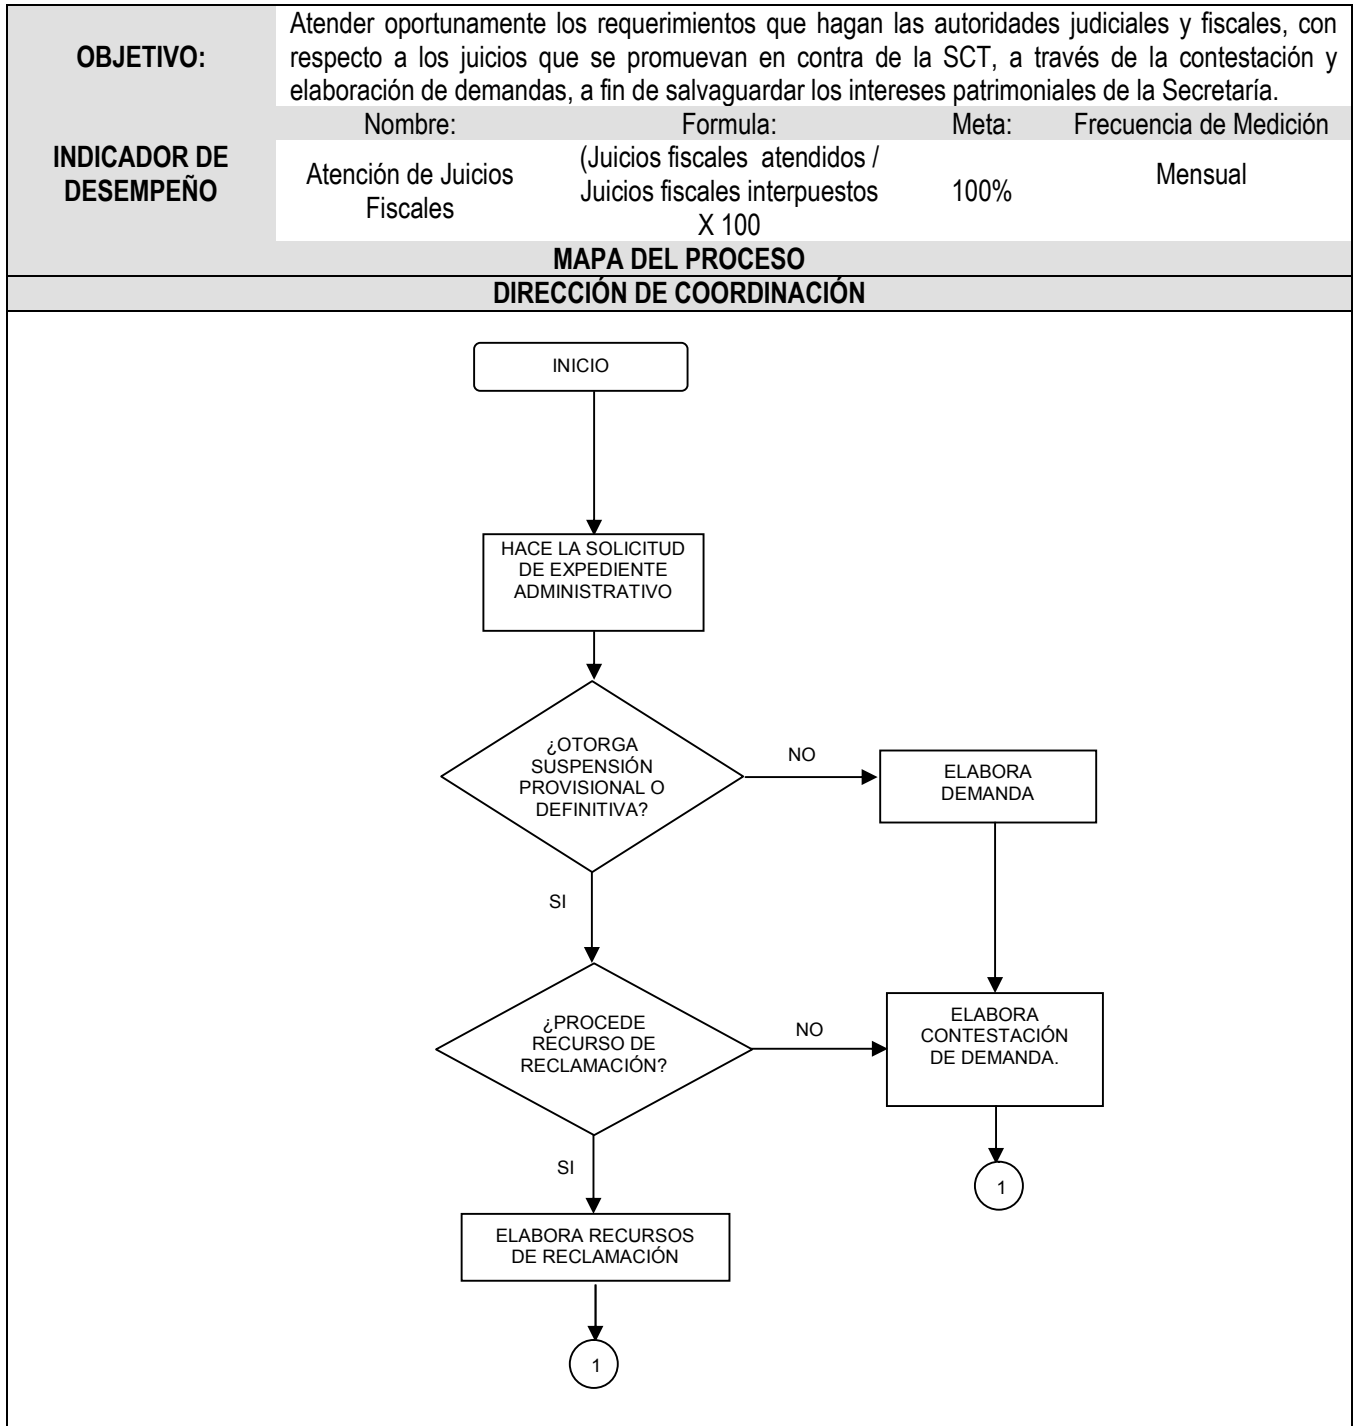 OBJETIVO:
Atender oportunamente los requerimientos que hagan las autoridades judiciales y fiscales, con
respecto a los juicios que se promuevan en contra de la SCT, a través de la contestación y
elaboración de demandas, a fin de salvaguardar los intereses patrimoniales de la Secretaría.
INDICADOR DE
DESEMPEÑO
Nombre:
Formula:
Meta:
Frecuencia de Medición
Atención de Juicios
Fiscales
(Juicios fiscales atendidos /
Juicios fiscales interpuestos
X 100
100%
Mensual
MAPA DEL PROCESO
DIRECCIÓN DE COORDINACIÓN
INICIO
HACE LA SOLICITUD
DE EXPEDIENTE
ADMINISTRATIVO
¿OTORGA
SUSPENSIÓN
PROVISIONAL O
DEFINITIVA?
NO
ELABORA
DEMANDA
SI
¿PROCEDE
RECURSO DE
RECLAMACIÓN?
NO
ELABORA
CONTESTACIÓN
DE DEMANDA.
SI
1
ELABORA RECURSOS
DE RECLAMACIÓN
1